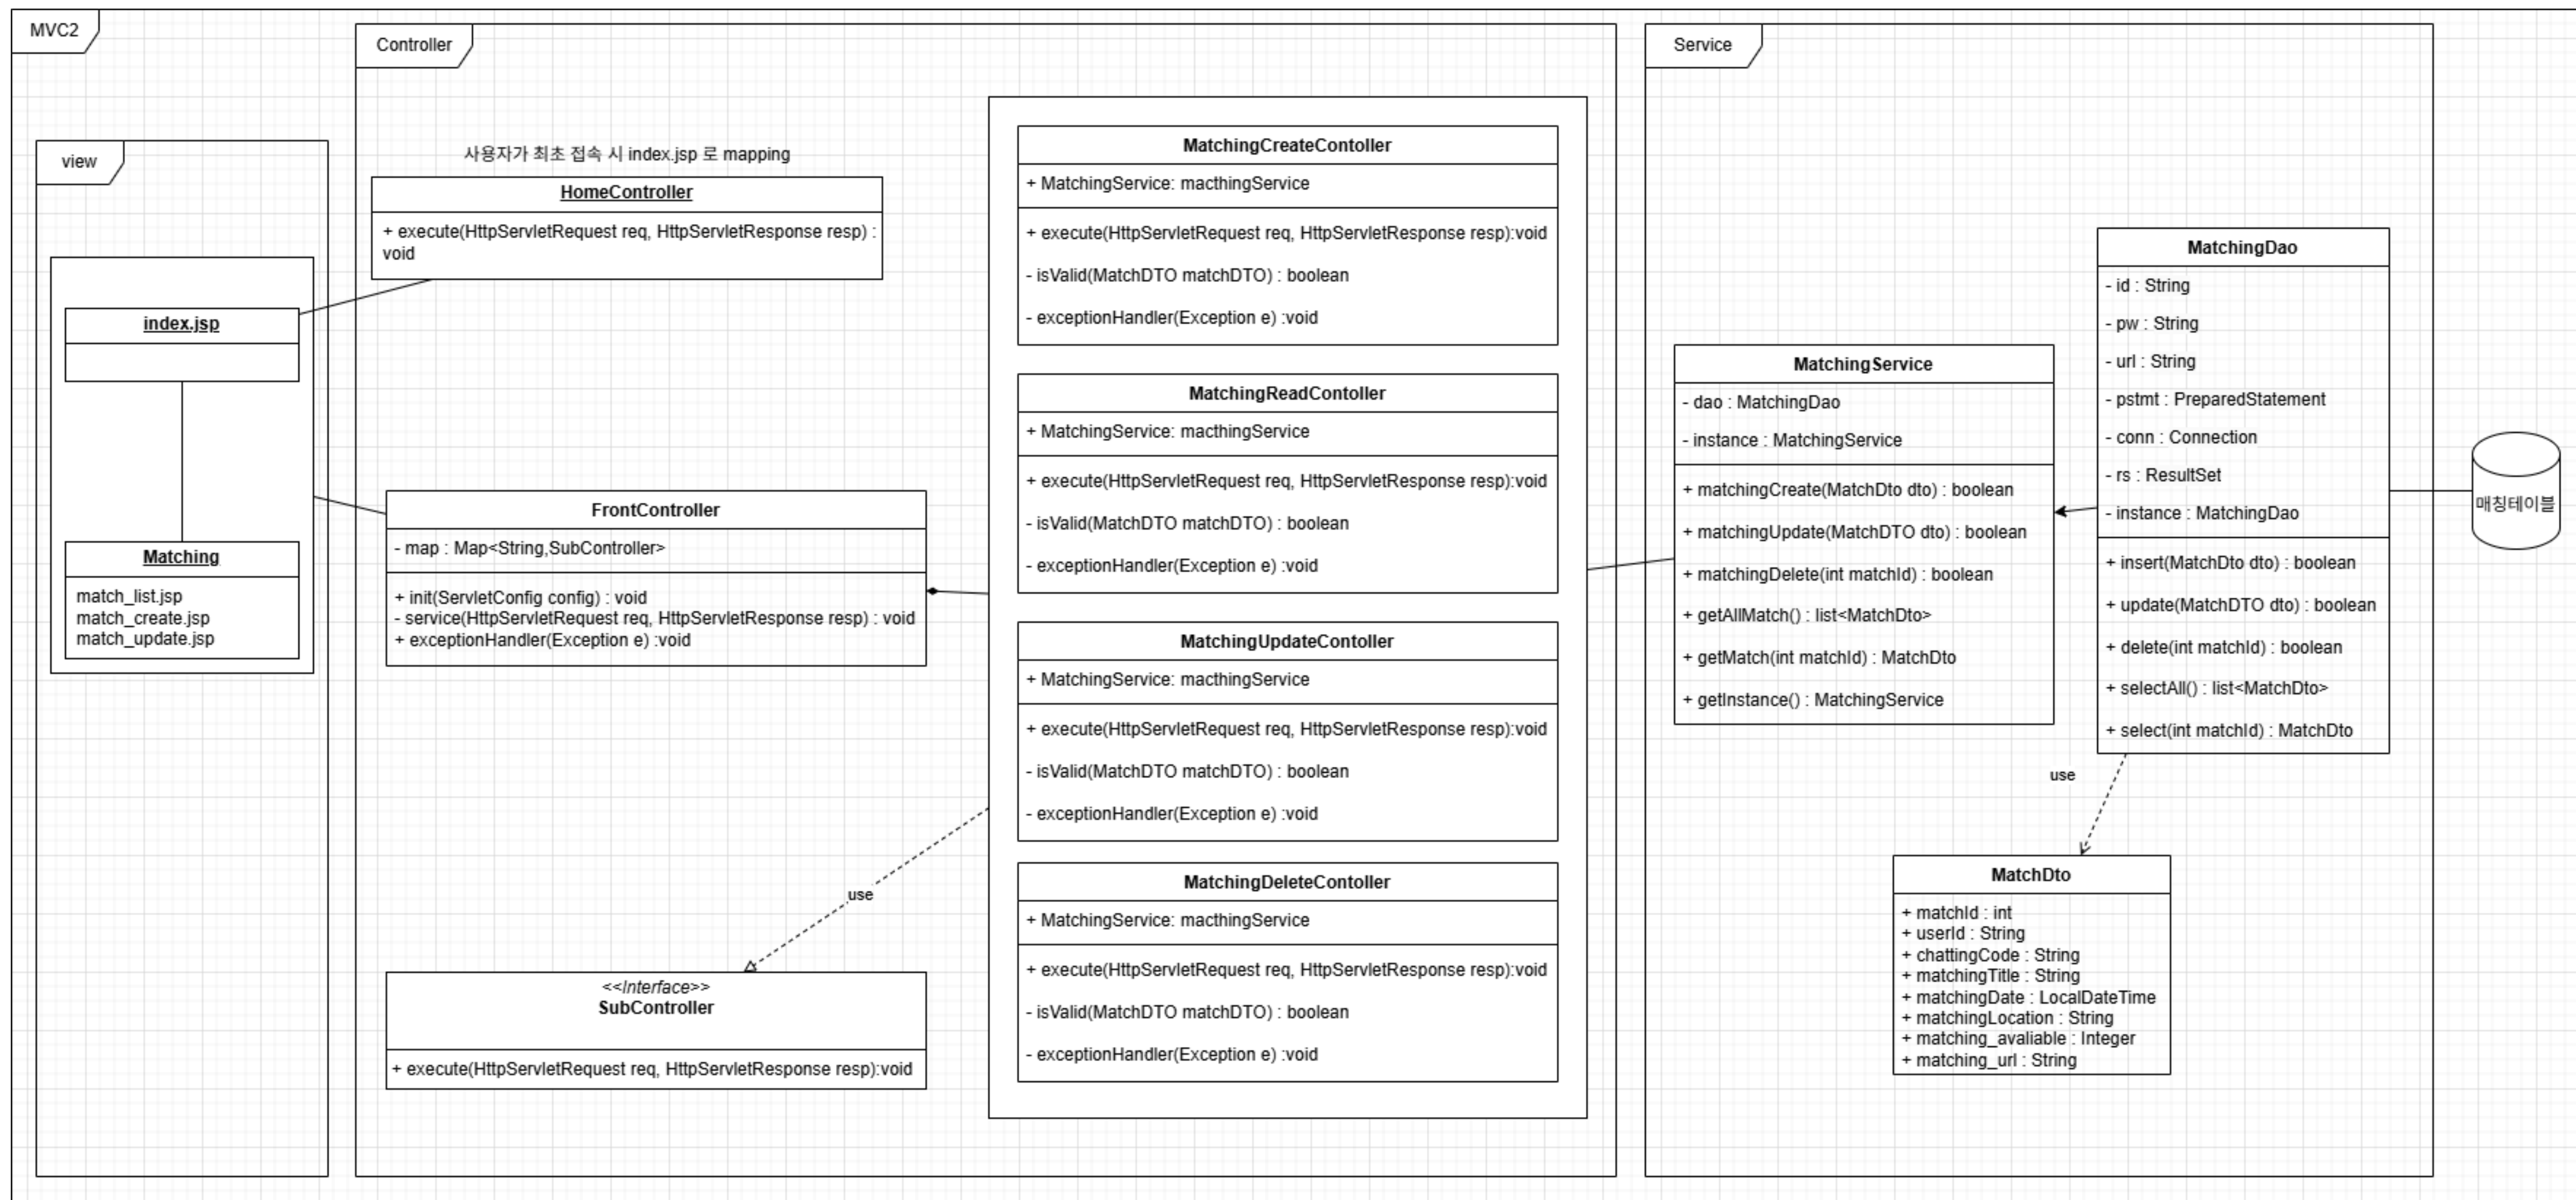 MVC2
view
index.jsp
Matching
match_list.jsp
match_create.jsp
match_update.jsp
Controller
사용자가 최초 접속 시 index.jsp 로 mapping
HomeController
+ execute(HttpServletRequest req, HttpServletResponse resp) :
void
FrontController
- map : Map<String,SubController>
+ init(ServletConfig config) : void
- service(HttpServletRequest req, HttpServletResponse resp) : void
+ exceptionHandler(Exception e) :void
use
<<Interface>>
SubController
+ execute(HttpServletRequest req, HttpServletResponse resp):void
MatchingCreateContoller
+ MatchingService: macthingService
+ execute(HttpServletRequest req, HttpServletResponse resp):void
- isValid(MatchDTO matchDTO) : boolean
- exceptionHandler(Exception e) :void
MatchingReadContoller
+ MatchingService: macthingService
+ execute(HttpServletRequest req, HttpServletResponse resp):void
- isValid(MatchDTO matchDTO) : boolean
- exceptionHandler(Exception e) :void
MatchingUpdateContoller
+ MatchingService: macthingService
+ execute(HttpServletRequest req, HttpServletResponse resp):void
- isValid(MatchDTO matchDTO) : boolean
- exceptionHandler(Exception e) :void
MatchingDeleteContoller
+ MatchingService: macthingService
+ execute(HttpServletRequest req, HttpServletResponse resp):void
- isValid(MatchDTO matchDTO) : boolean
- exceptionHandler(Exception e) :void
Service
MatchingService
- dao : MatchingDao
- instance : MatchingService
+ matchingCreate(MatchDto dto) : boolean
+ matchingUpdate(MatchDTO dto) : boolean
+ matchingDelete(int matchId) : boolean
+ getAllMatch() : list<MatchDto>
+ getMatch(int matchId) : MatchDto
+ getInstance() : MatchingService
MatchingDao
- id : String
- pw : String
- url : String
- pstmt : PreparedStatement
- conn : Connection
- rs : ResultSet
- instance : MatchingDao
+ insert(MatchDto dto) : boolean
+ update(MatchDTO dto) : boolean
+ delete(int matchId) : boolean
+ selectAll() : list<MatchDto>
+ select(int matchId) : MatchDto
use
MatchDto
+ matchId : int
+ userId : String
+ chattingCode : String
+ matchingTitle : String
+ matchingDate : LocalDateTime
+ matchingLocation : String
+ matching_avaliable : Integer
+ matching_url : String
매칭테이블